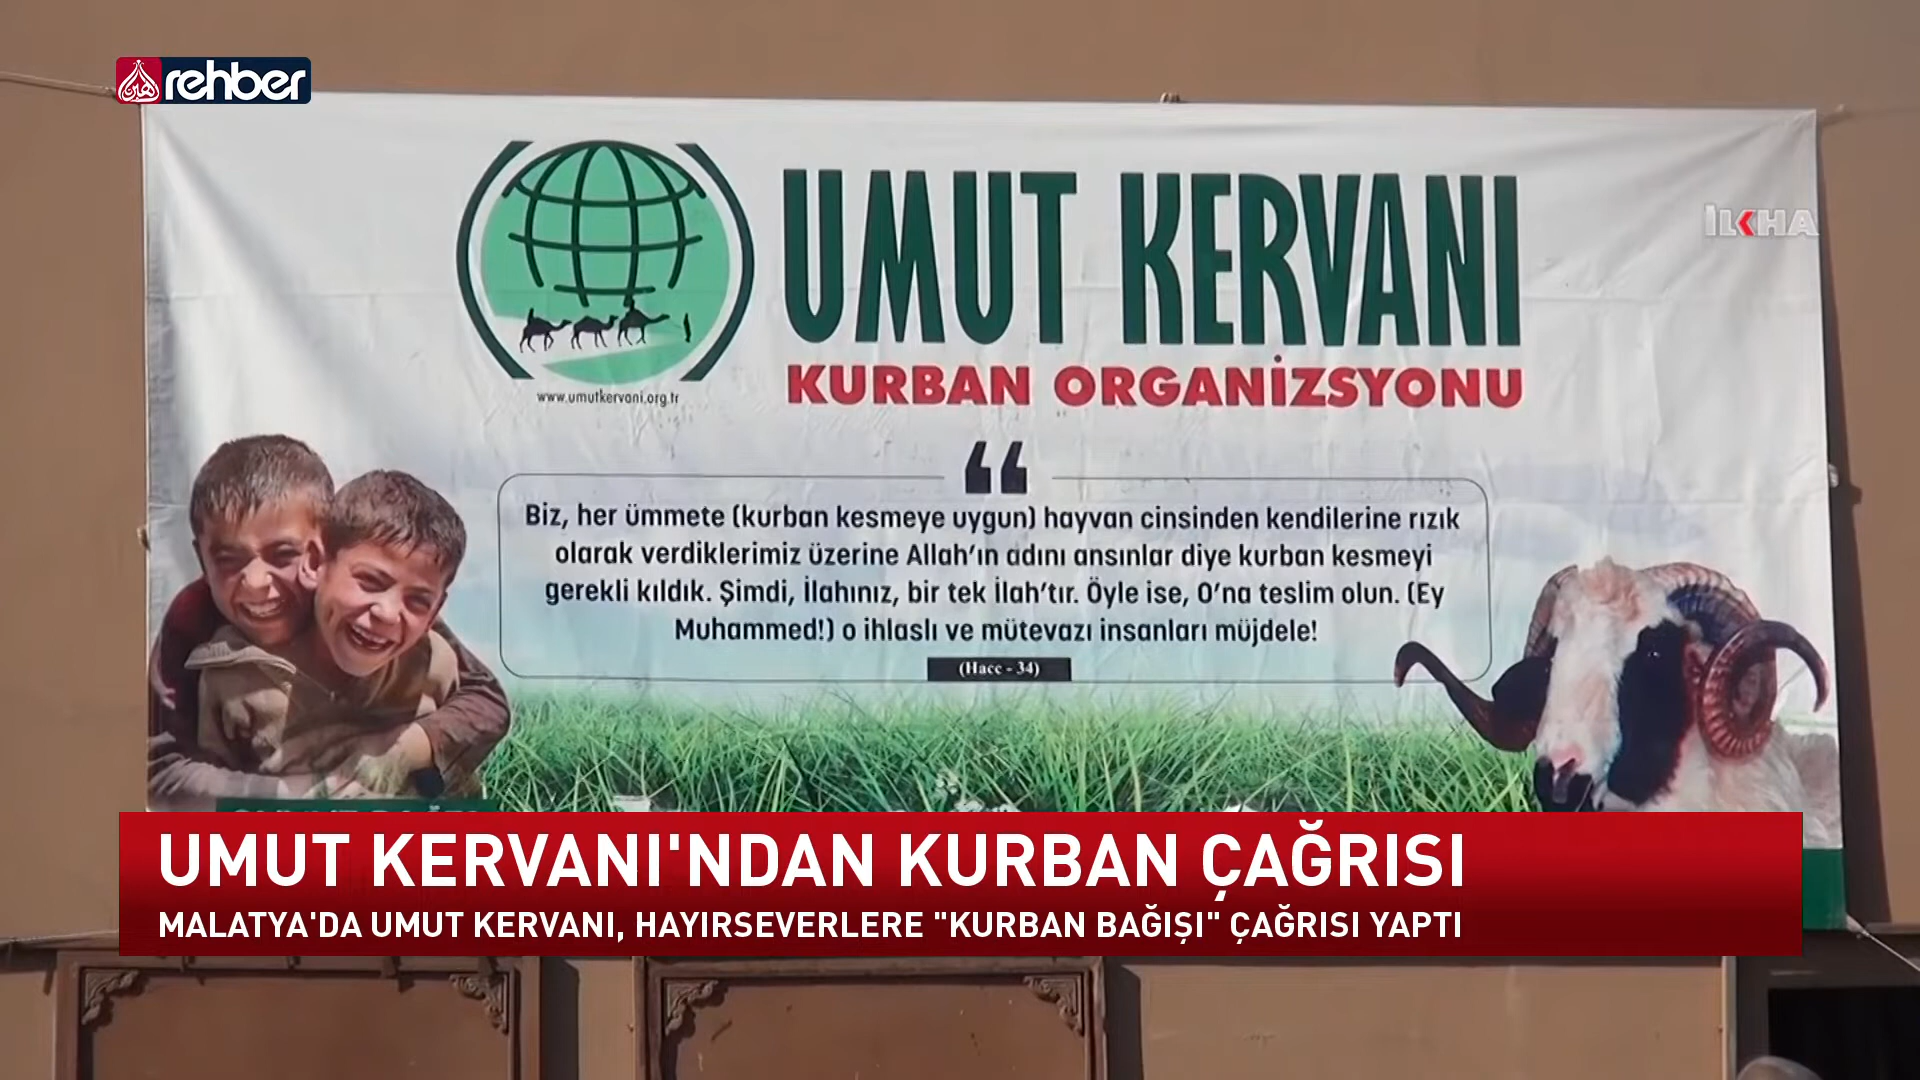 rehber
UMUT KERVANI
İLKHA
KURBAN ORGANİZSYONU
www.umutkervani.org.tr
“
Biz, her ümmete (kurban kesmeye uygun) hayvan cinsinden kendilerine rızık
olarak verdiklerimiz üzerine Allah’ın adını ansınlar diye kurban kesmeyi
gerekli kıldık. Şimdi, İlahınız, bir tek İlah’tır. Öyle ise, O’na teslim olun. (Ey
Muhammed!) o ihlaslı ve mütevazı insanları müjdele!
(Hacc - 34)
UMUT KERVANI'NDAN KURBAN ÇAĞRISI
MALATYA'DA UMUT KERVANI, HAYIRSEVERLERE "KURBAN BAĞIŞI" ÇAĞRISI YAPTI